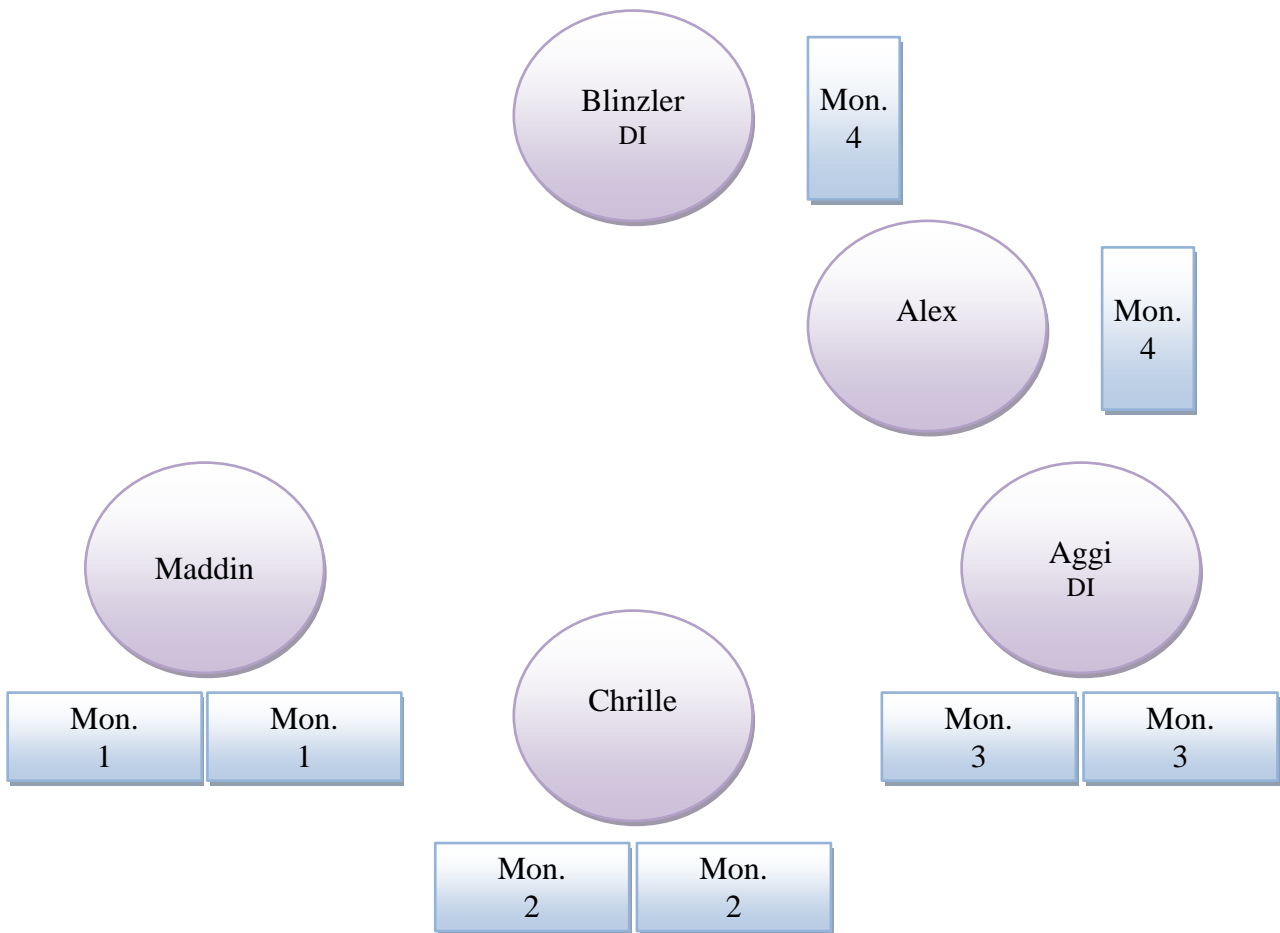 Blinzler
DI
Mon.
4
Alex
Mon.
4
Maddin
Aggi
DI
Chrille
Mon.
1
Mon.
1
Mon.
3
Mon.
3
Mon.
2
Mon.
2